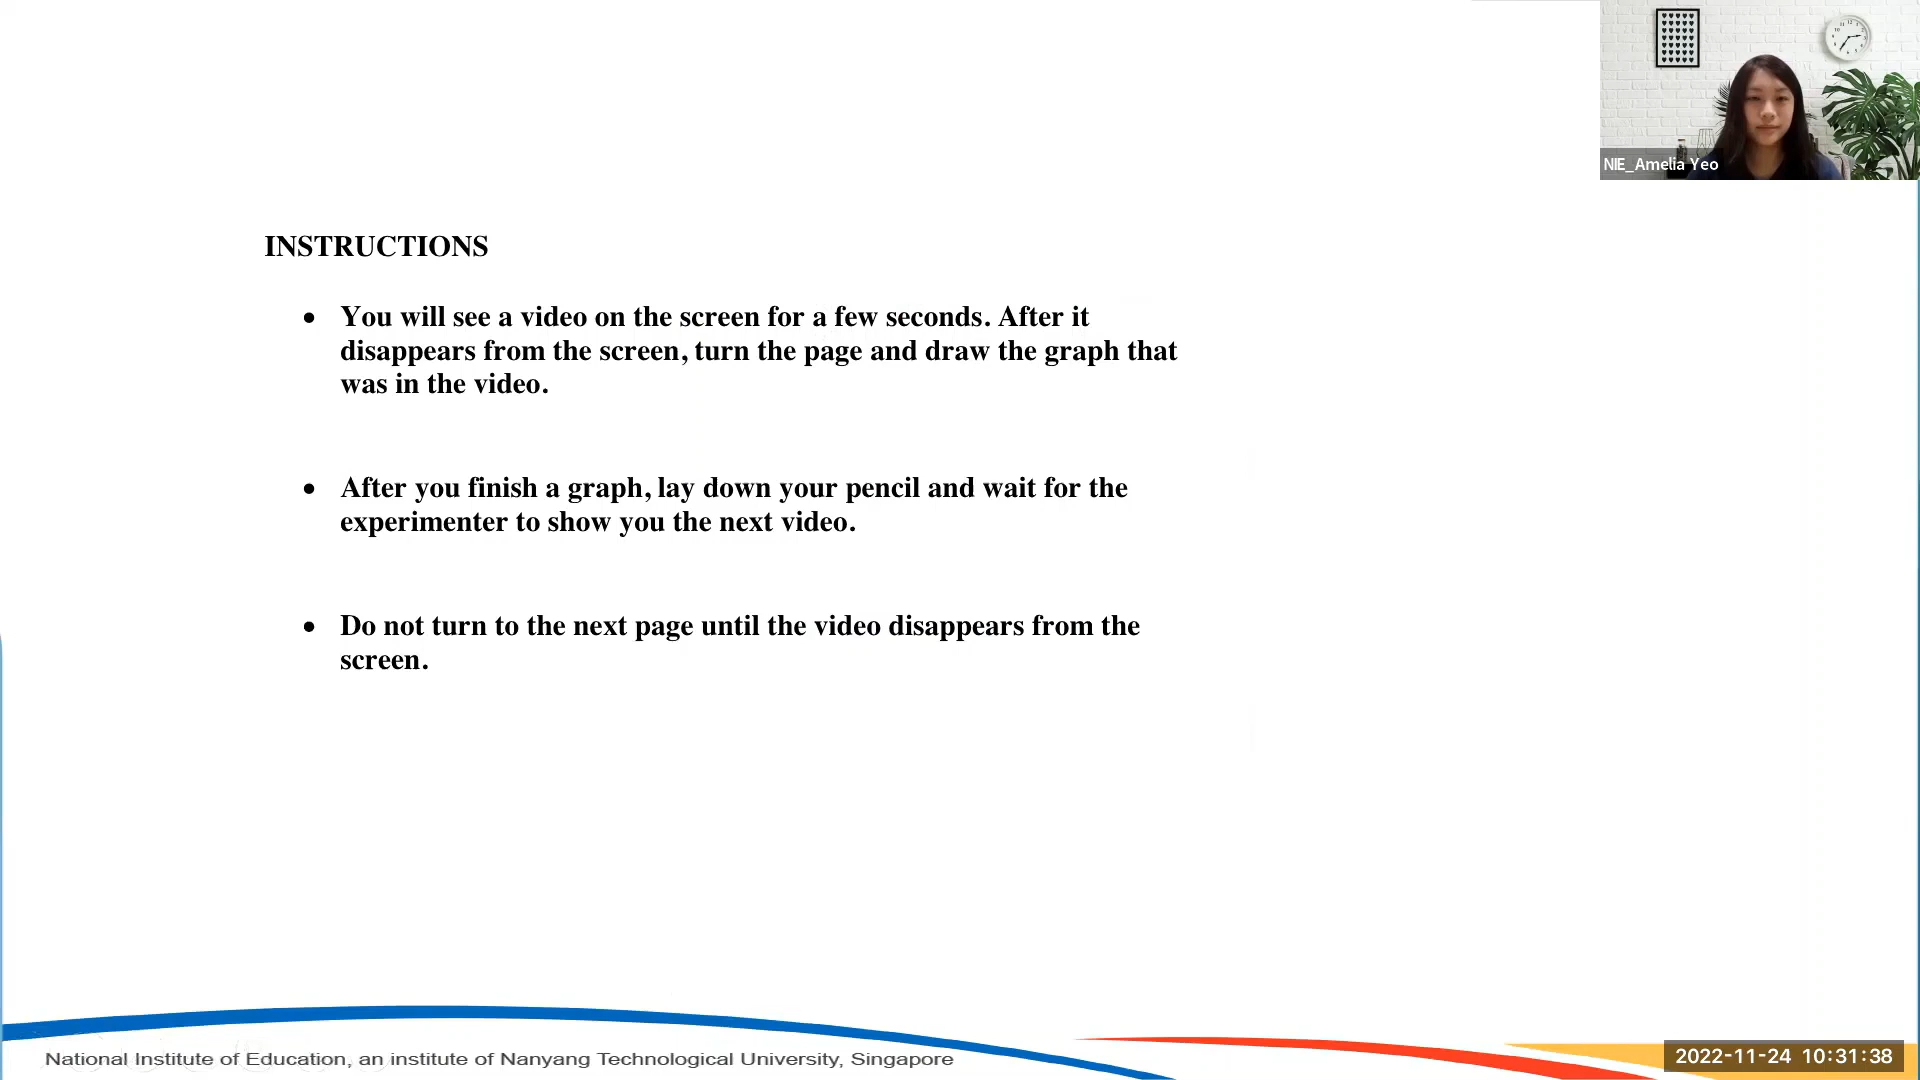 NIE_Amelia Yeo
INSTRUCTIONS
• You will see a video on the screen for a few seconds. After it
disappears from the screen, turn the page and draw the graph that
was in the video.
• After you finish a graph, lay down your pencil and wait for the
experimenter to show you the next video.
• Do not turn to the next page until the video disappears from the
screen.
National Institute of Education, an institute of Nanyang Technological University, Singapore
2022-11-24 10:31:38